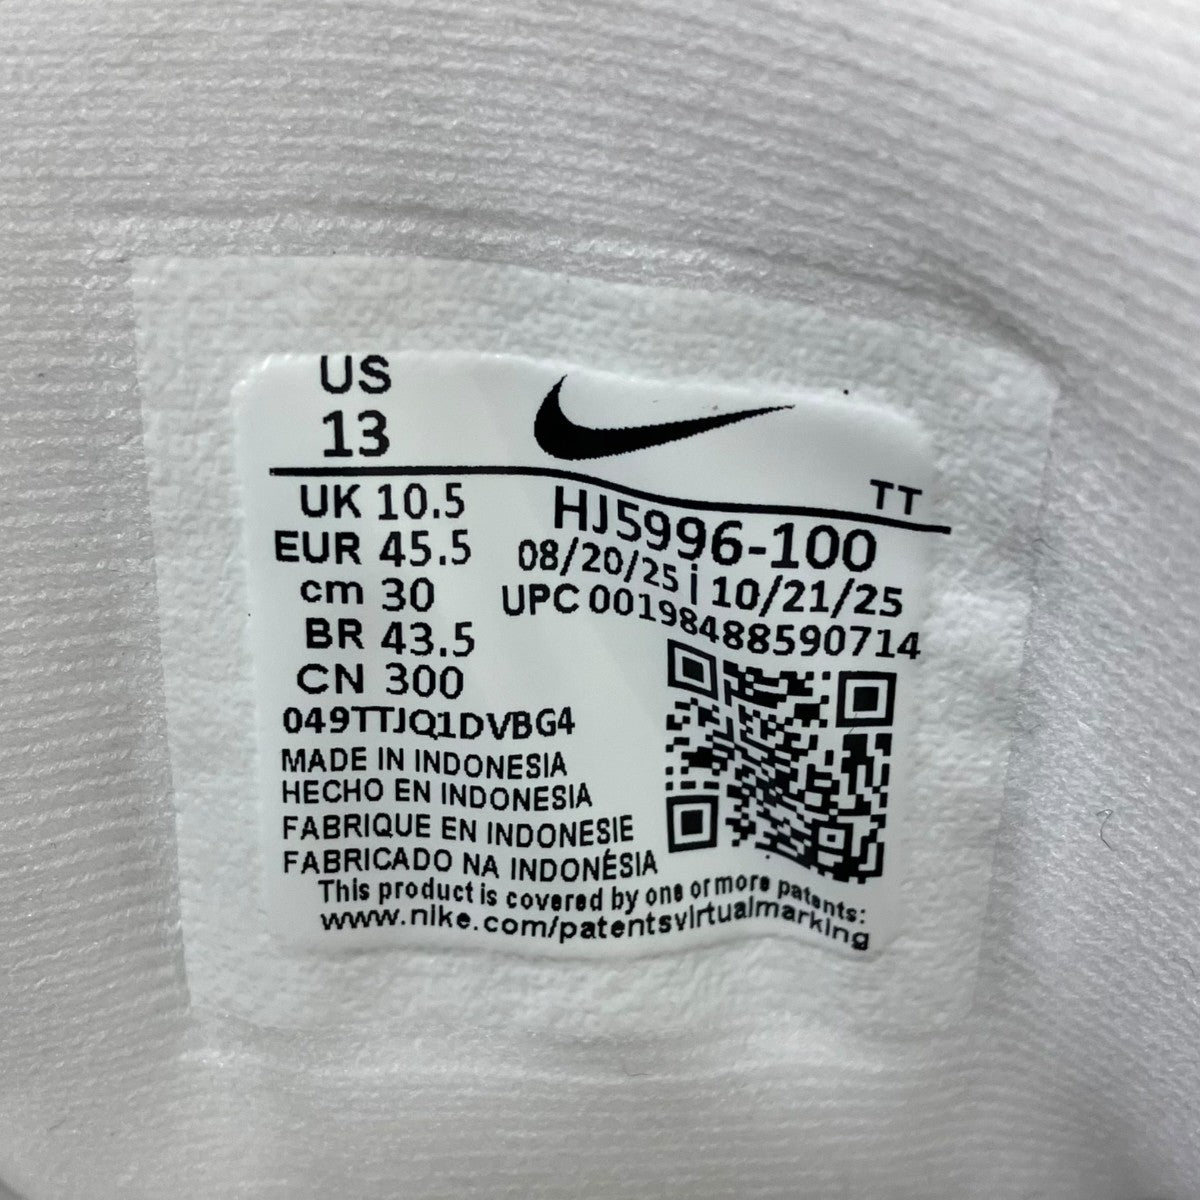 US
13
TT
UK 10.5
EUR 45.5
cm 30
BR 43.5
CN 300
HJ5996-100
08/20/25 | 10/21/25
UPC 00198488590714
049TTJQ1DVBG4
MADE IN INDONESIA
HECHO EN INDONESIA
FABRIQUE EN INDONESIE
FABRICADO NA INDONÉSIA
This product is covered by one or more patents:
www.nike.com/patentsvirtualmarking